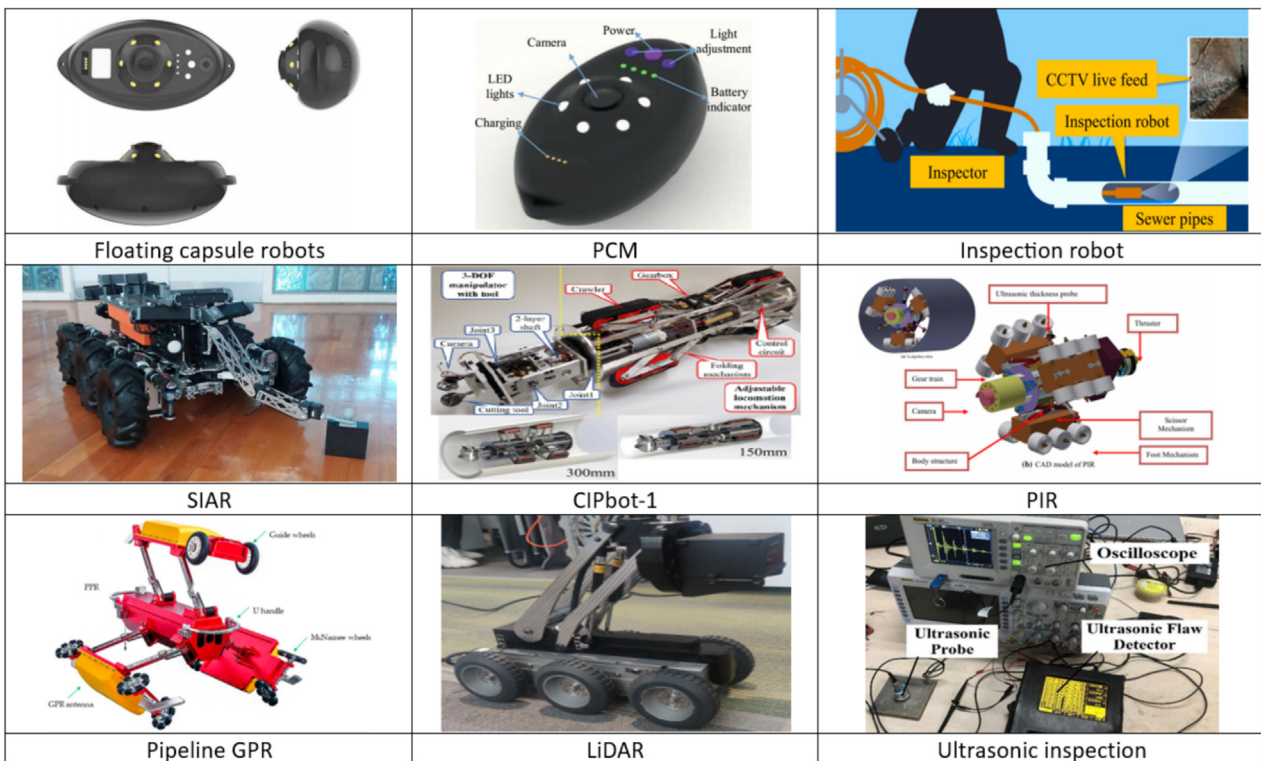 Power
Camera
Light
adjustment
LED
lights
Battery
indicator
Charging
CCTV live feed
Inspection robot
Inspector
Sewer pipes
Floating capsule robots
PCM
Inspection robot
3-DOF
manipulator
with tool
Gearbox
Crawler
2-layer
shaft
Joint3
Camera
Control
circuit
Folding
mechanism
Joint1
Joint2
Cutting tool
Adjustable
locomotion
mechanism
300mm
150mm
Ultrasonic thickness probe
Thruster
Gear train
Camera
Scissor
Mechanism
Body structure
Foot Mechanism
(b) CAD model of PIR
SIAR
CIPbot-1
PIR
Guide wheels
PPR
U handle
McNamee wheels
GPR antenna
Oscilloscope
Ultrasonic
Probe
Ultrasonic Flaw
Detector
Pipeline GPR
LiDAR
Ultrasonic inspection